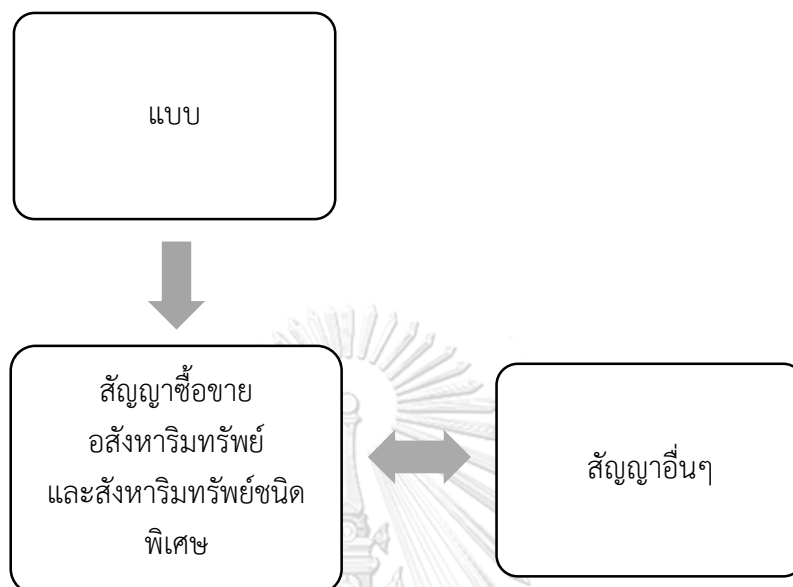 แบบ
สัญญาซื้อขาย
อสังหาริมทรัพย์
และสังหาริมทรัพย์ชนิด
พิเศษ
สัญญาอื่นๆ